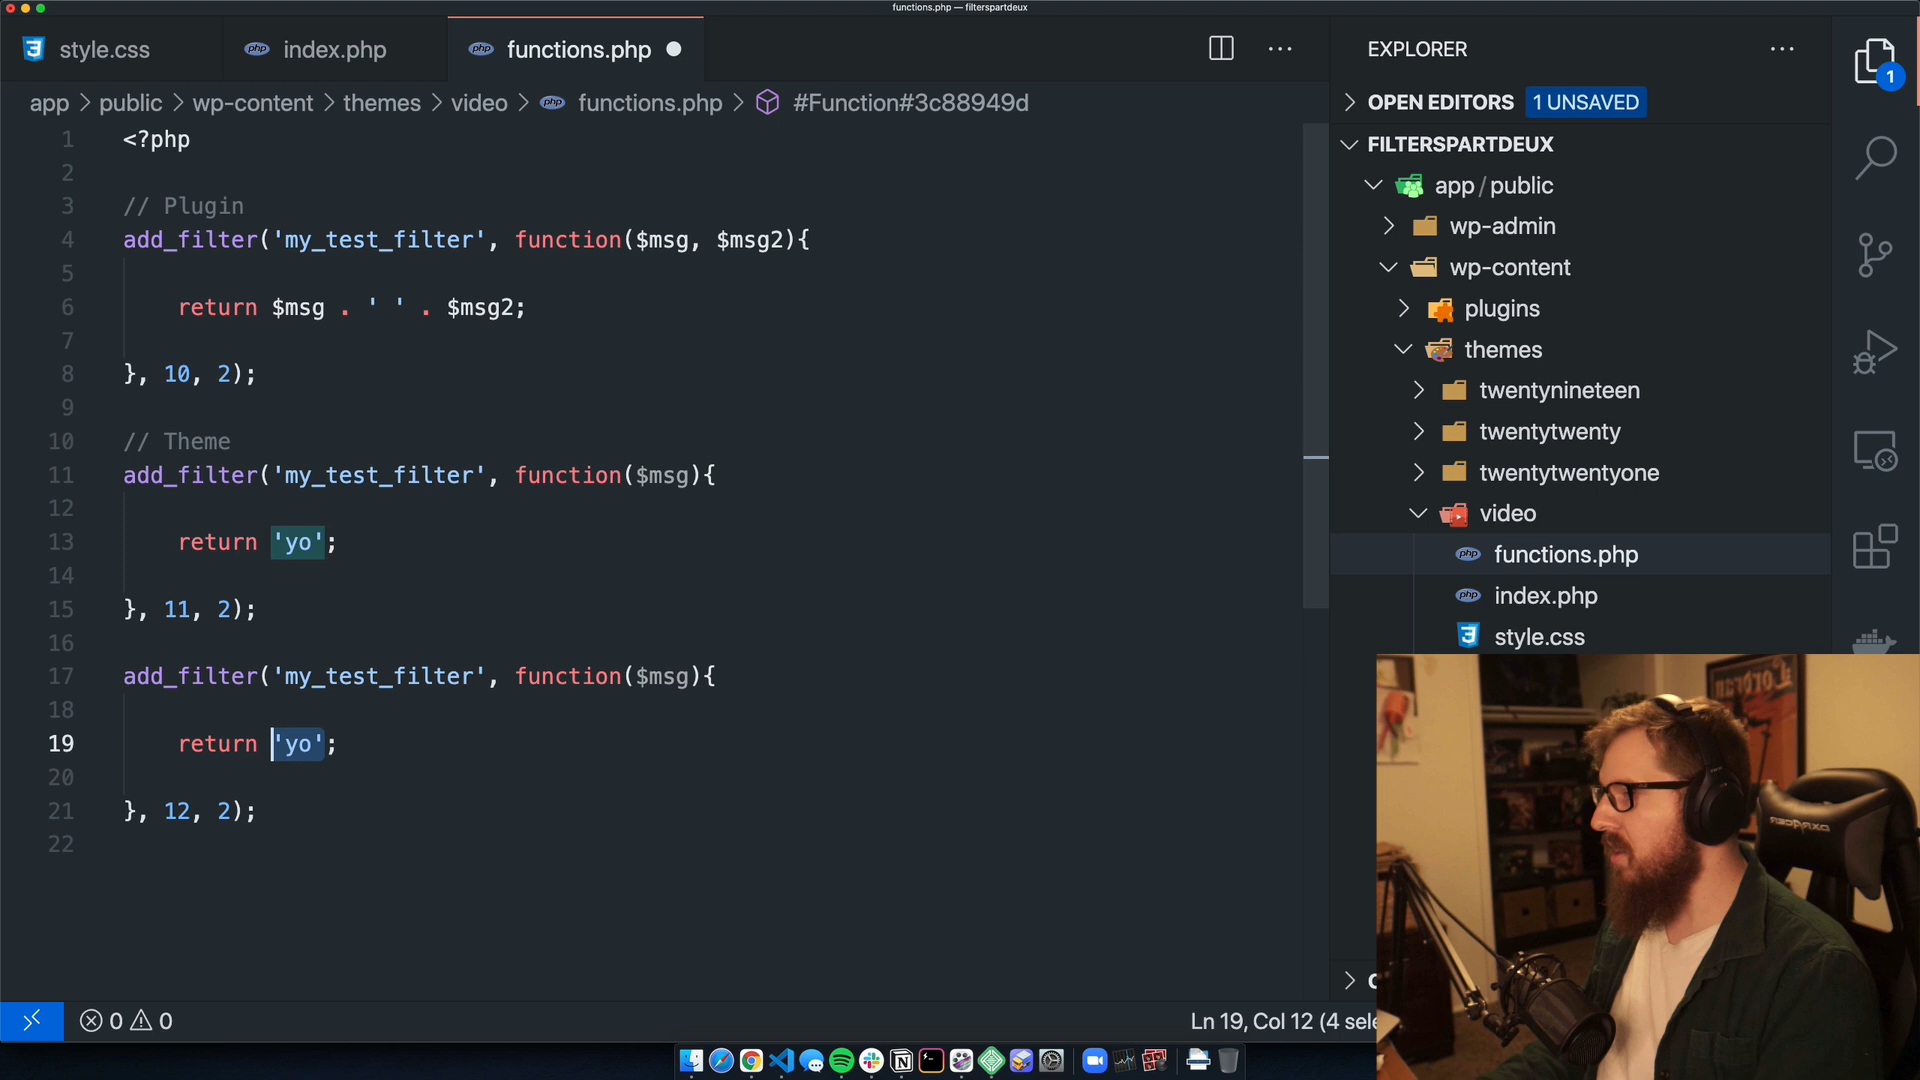 functions.php — filterspartdeux
style.css
index.php
functions.php
EXPLORER
app > public > wp-content > themes > video > functions.php > #Function#3c88949d
OPEN EDITORS 1 UNSAVED
1
FILTERSPARTDEUX
app / public
wp-admin
wp-content
plugins
themes
twentynineteen
twentytwenty
twentytwentyone
video
functions.php
index.php
style.css
1 <?php
2
3 // Plugin
4 add_filter('my_test_filter', function($msg, $msg2){
5
6 return $msg . ' ' . $msg2;
7
8 }, 10, 2);
9
10 // Theme
11 add_filter('my_test_filter', function($msg){
12
13 return 'yo';
14
15 }, 11, 2);
16
17 add_filter('my_test_filter', function($msg){
18
19 return 'yo';
20
21 }, 12, 2);
22
0 0
Ln 19, Col 12 (4 sele
DXRACER